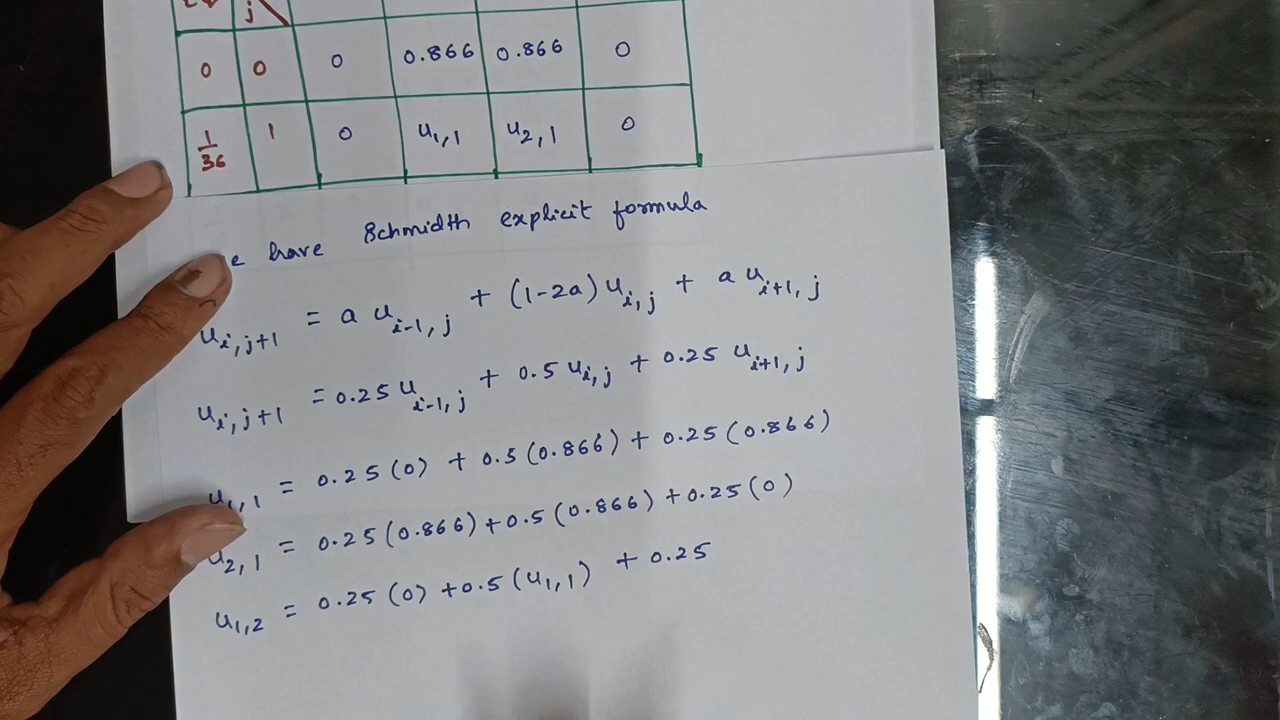 j
0 0 0 0.866 0.866 0
1/36 1 0 u1,1 u2,1 0
e have Schmidth explicit formula
ui,j+1 = a ui-1,j + (1-2a) ui,j + a ui+1,j
ui,j+1 = 0.25 ui-1,j + 0.5 ui,j + 0.25 ui+1,j
u1,1 = 0.25(0) + 0.5(0.866) + 0.25(0.866)
u2,1 = 0.25(0.866) + 0.5(0.866) + 0.25(0)
u1,2 = 0.25(0) + 0.5(u1,1) + 0.25